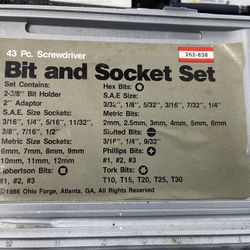 43 Pc. Screwdriver
262-838
Bit and Socket Set
Set Contains:
2-3/8" Bit Holder
2" Adaptor
S.A.E. Size Sockets:
3/16", 1/4", 5/16", 11/32",
3/8", 7/16", 1/2"
Metric Size Sockets:
6mm, 7mm, 8mm, 9mm
10mm, 11mm, 12mm
Robertson Bits:
#1, #2, #3
Hex Bits:
S.A.E. Size:
3/32", 1/8", 5/32", 3/16", 7/32", 1/4"
Metric Bits:
2mm, 2.5mm, 3mm, 4mm, 5mm, 6mm
Slotted Bits:
3/16", 1/4", 9/32"
Phillips Bits:
#1, #2, #3
Tork Bits:
T10, T15, T20, T25, T30
©1986 Ohio Forge, Atlanta, GA, All Rights Reserved